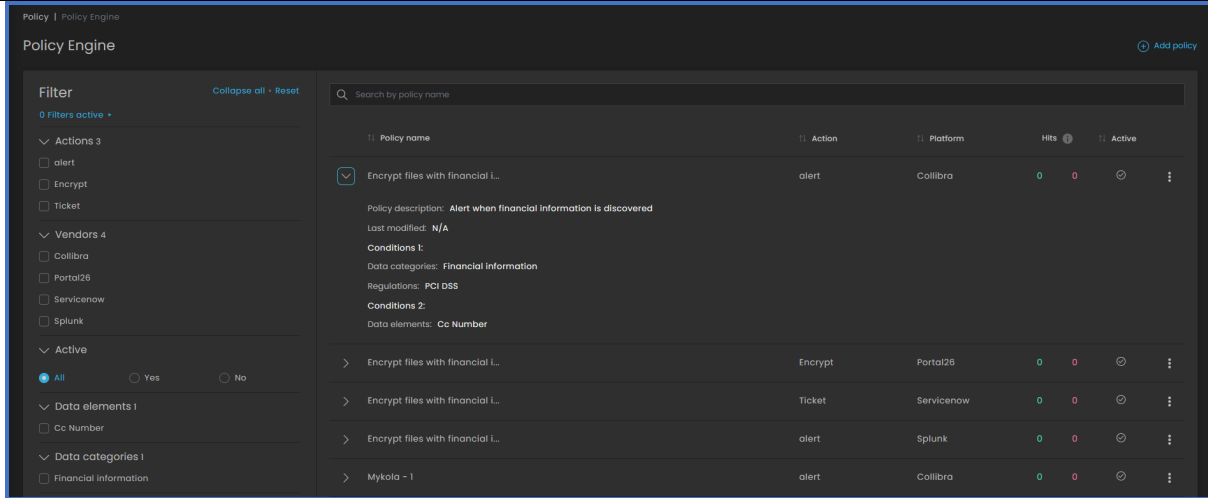 Policy | Policy Engine
Policy Engine
Add policy
Filter
Collapse all • Reset
0 Filters active
Actions 3
alert
Encrypt
Ticket
Vendors 4
Collibra
Portal26
Servicenow
Splunk
Active
All Yes No
Data elements 1
Cc Number
Data categories 1
Financial information
Search by policy name
Policy name Action Platform Hits Active
Encrypt files with financial i... alert Collibra 0 0
Policy description: Alert when financial information is discovered
Last modified: N/A
Conditions 1:
Data categories: Financial information
Regulations: PCI DSS
Conditions 2:
Data elements: Cc Number
Encrypt files with financial i... Encrypt Portal26 0 0
Encrypt files with financial i... Ticket Servicenow 0 0
Encrypt files with financial i... alert Splunk 0 0
Mykola - 1 alert Collibra 0 0